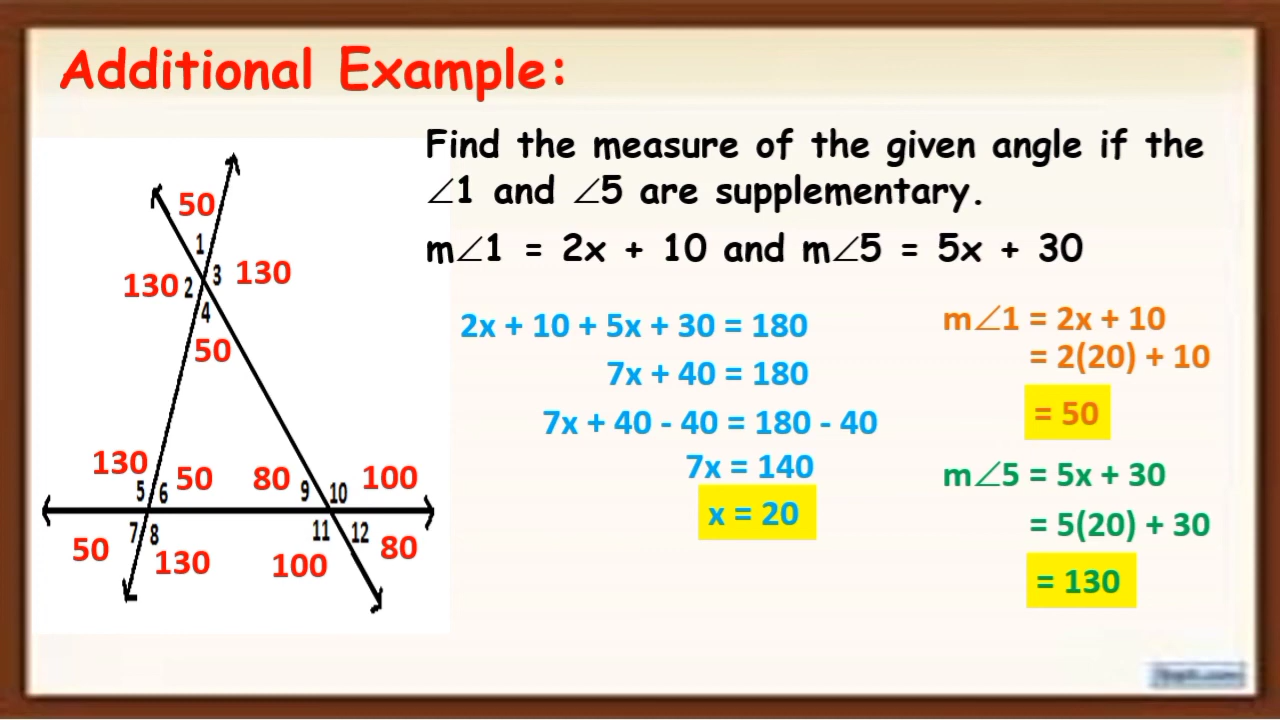 Additional Example:
Find the measure of the given angle if the
∠1 and ∠5 are supplementary.
m∠1 = 2x + 10 and m∠5 = 5x + 30
50
1
130 2 3 130
4
50
130 50 80 100
5 6 9 10
7 8 11 12
50 130 100 80
2x + 10 + 5x + 30 = 180
7x + 40 = 180
7x + 40 - 40 = 180 - 40
7x = 140
x = 20
m∠1 = 2x + 10
= 2(20) + 10
= 50
m∠5 = 5x + 30
= 5(20) + 30
= 130